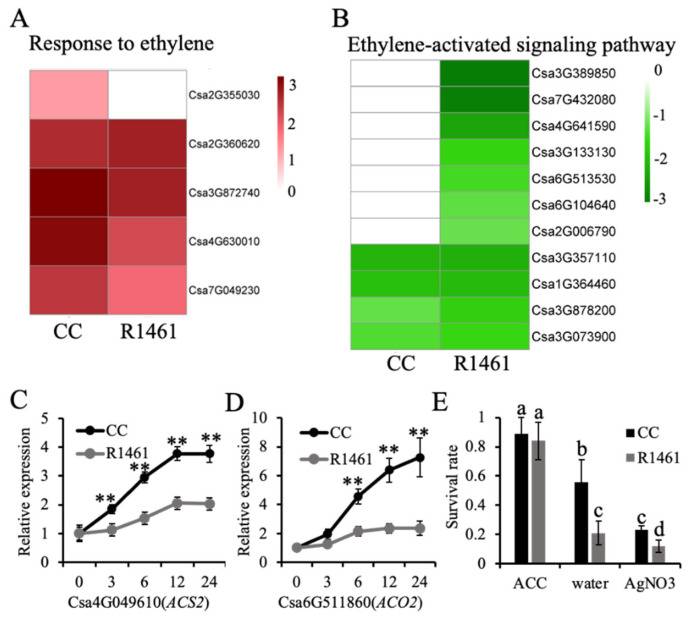 A
Response to ethylene
Csa2G355030
Csa2G360620
Csa3G872740
Csa4G630010
Csa7G049230
3
2
1
0
CC R1461
B
Ethylene-activated signaling pathway
Csa3G389850
Csa7G432080
Csa4G641590
Csa3G133130
Csa6G513530
Csa6G104640
Csa2G006790
Csa3G357110
Csa1G364460
Csa3G878200
Csa3G073900
0
-1
-2
-3
CC R1461
C
Relative expression
5
4
3
2
1
0
CC
R1461
** ** ** **
0 3 6 12 24
Csa4G049610(ACS2)
D
Relative expression
10
8
6
4
2
0
CC
R1461
** ** **
0 3 6 12 24
Csa6G511860(ACO2)
E
Survival rate
1
0.8
0.6
0.4
0.2
0
CC
R1461
a a b c c d
ACC water AgNO3